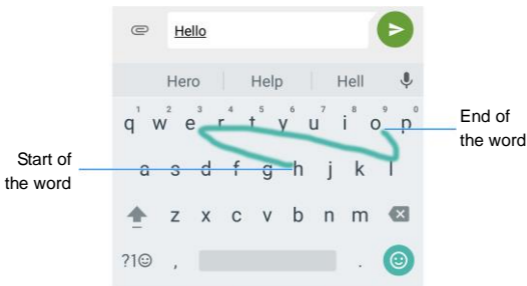 Hello
Hero Help Hell
1 2 3 4 5 6 7 8 9 0
q w e r t y u i o p
End of
the word
Start of
the word
a s d f g h j k l
z x c v b n m
?1☺ , . ☺